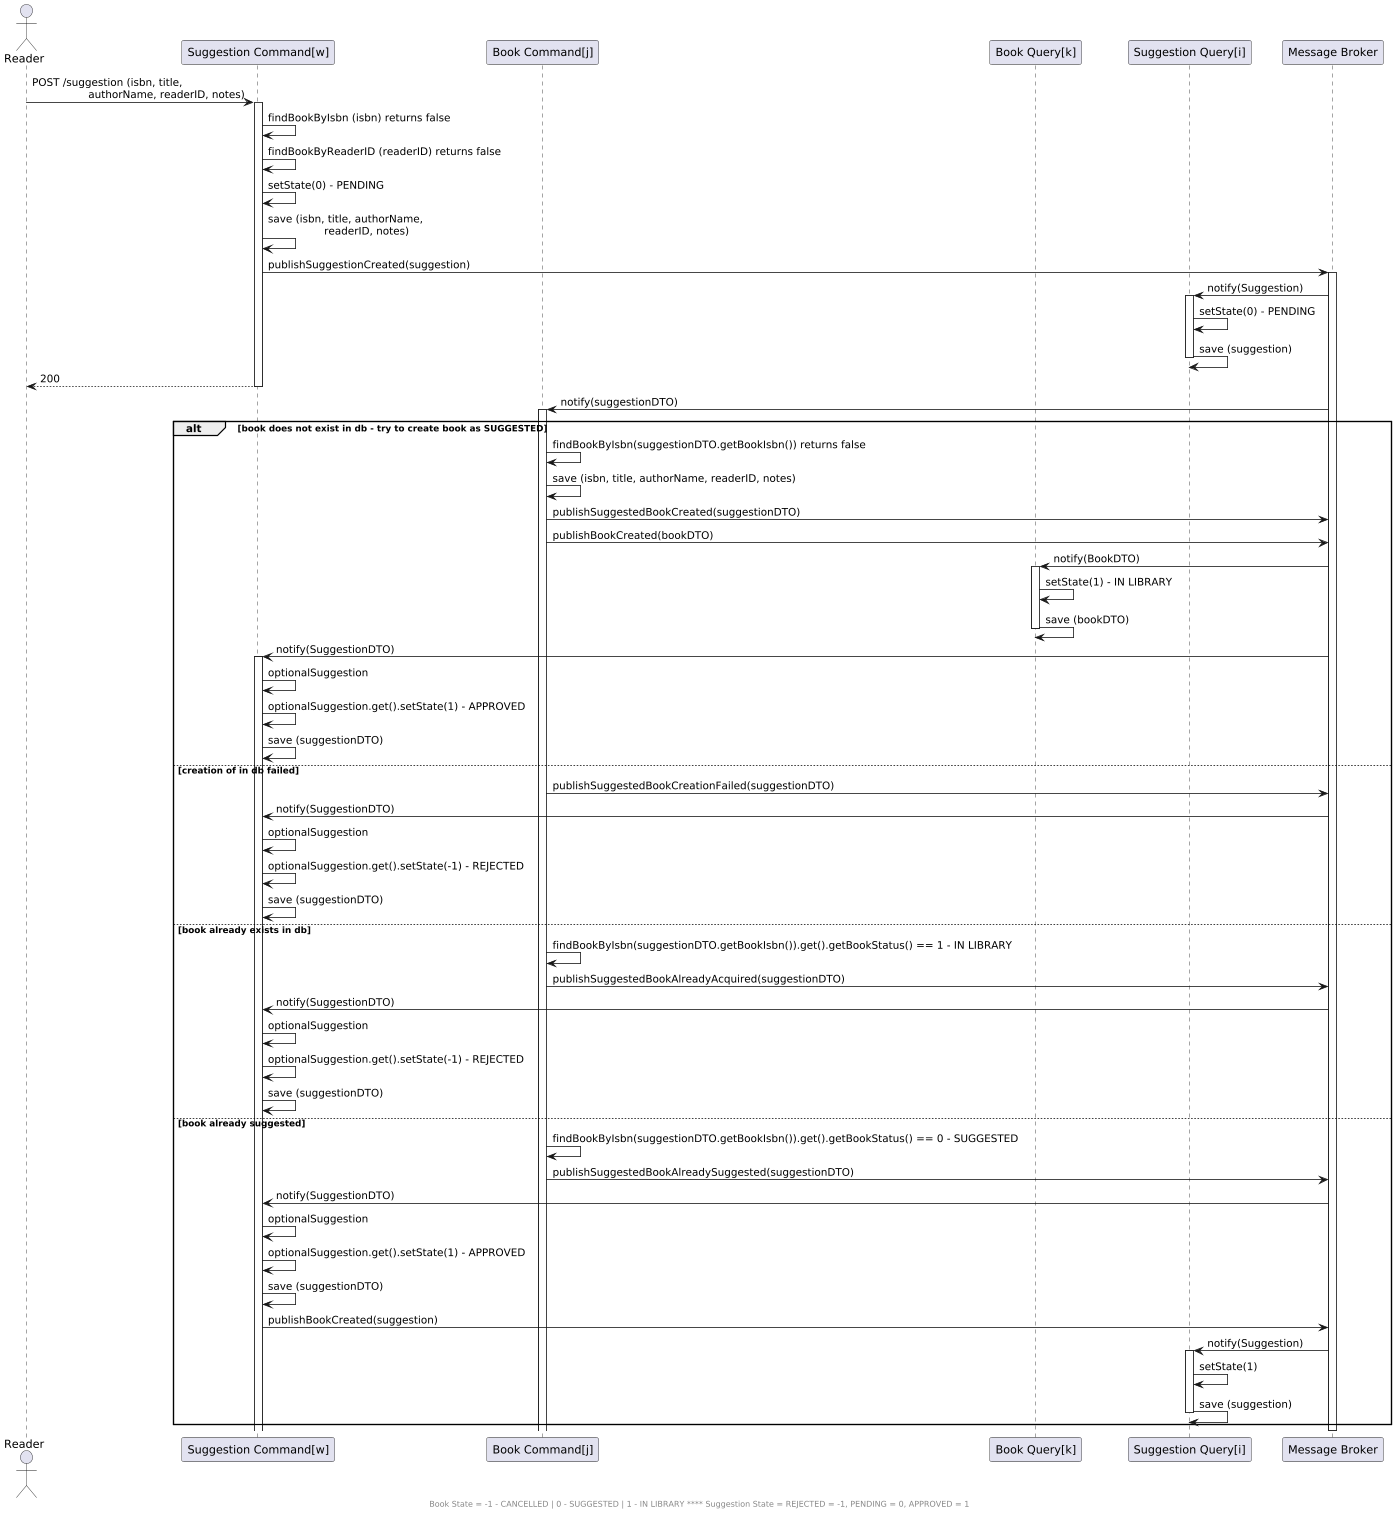 Reader
Suggestion Command[w]
Book Command[j]
Book Query[k]
Suggestion Query[i]
Message Broker
POST /suggestion (isbn, title,
authorName, readerID, notes)
findBookByIsbn (isbn) returns false
findBookByReaderID (readerID) returns false
setState(0) - PENDING
save (isbn, title, authorName,
readerID, notes)
publishSuggestionCreated(suggestion)
notify(Suggestion)
setState(0) - PENDING
save (suggestion)
200
notify(suggestionDTO)
alt
[book does not exist in db - try to create book as SUGGESTED]
findBookByIsbn(suggestionDTO.getBookIsbn()) returns false
save (isbn, title, authorName, readerID, notes)
publishSuggestedBookCreated(suggestionDTO)
publishBookCreated(bookDTO)
notify(BookDTO)
setState(1) - IN LIBRARY
save (bookDTO)
notify(SuggestionDTO)
optionalSuggestion
optionalSuggestion.get().setState(1) - APPROVED
save (suggestionDTO)
[creation of in db failed]
publishSuggestedBookCreationFailed(suggestionDTO)
notify(SuggestionDTO)
optionalSuggestion
optionalSuggestion.get().setState(-1) - REJECTED
save (suggestionDTO)
[book already exists in db]
findBookByIsbn(suggestionDTO.getBookIsbn()).get().getBookStatus() == 1 - IN LIBRARY
publishSuggestedBookAlreadyAcquired(suggestionDTO)
notify(SuggestionDTO)
optionalSuggestion
optionalSuggestion.get().setState(-1) - REJECTED
save (suggestionDTO)
[book already suggested]
findBookByIsbn(suggestionDTO.getBookIsbn()).get().getBookStatus() == 0 - SUGGESTED
publishSuggestedBookAlreadySuggested(suggestionDTO)
notify(SuggestionDTO)
optionalSuggestion
optionalSuggestion.get().setState(1) - APPROVED
save (suggestionDTO)
publishBookCreated(suggestion)
notify(Suggestion)
setState(1)
save (suggestion)
Reader
Suggestion Command[w]
Book Command[j]
Book Query[k]
Suggestion Query[i]
Message Broker
Book State = -1 - CANCELLED | 0 - SUGGESTED | 1 - IN LIBRARY **** Suggestion State = REJECTED = -1, PENDING = 0, APPROVED = 1